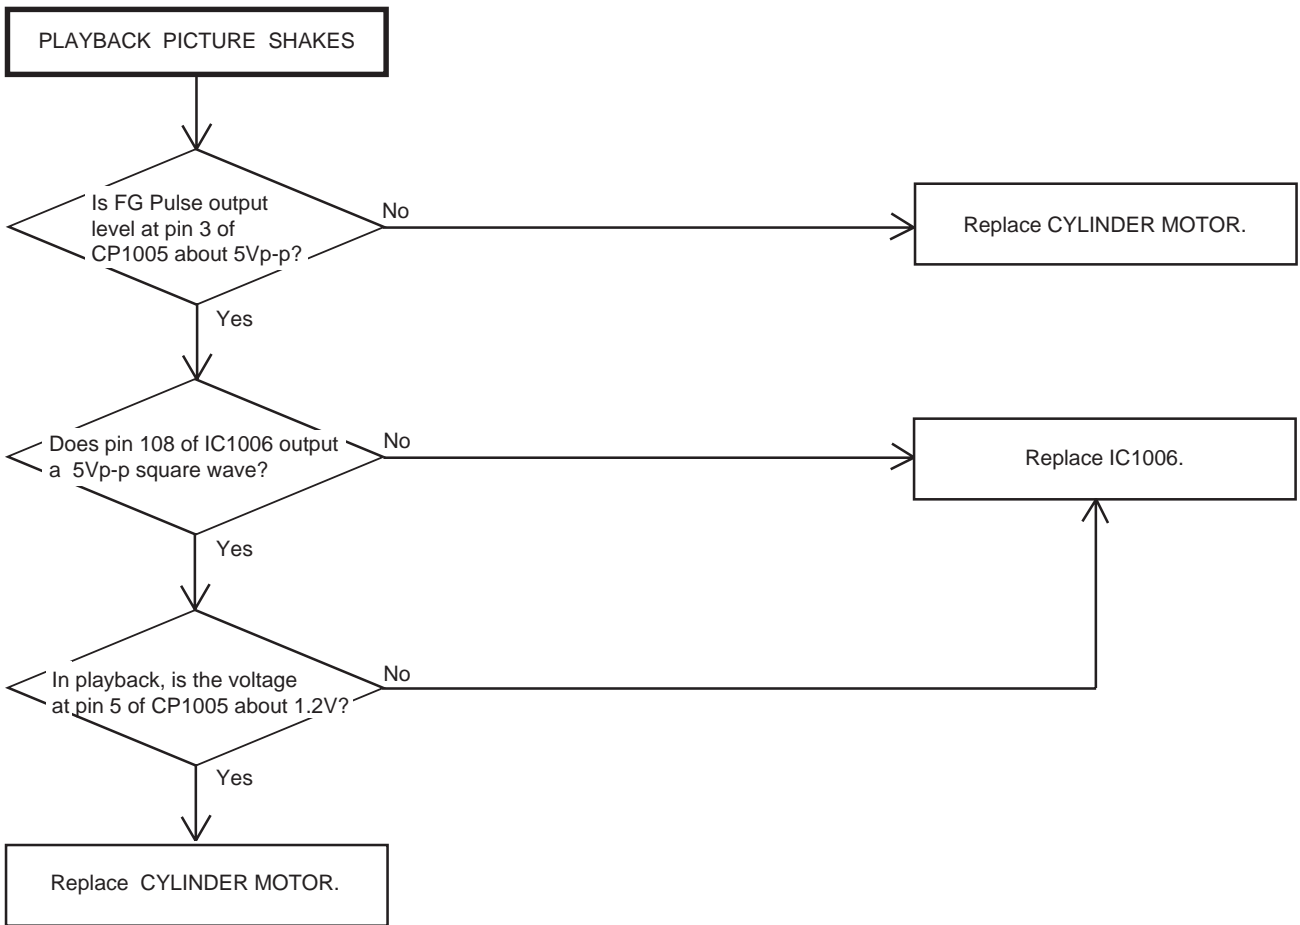 PLAYBACK PICTURE SHAKES
Is FG Pulse output
level at pin 3 of
CP1005 about 5Vp-p?
No
Replace CYLINDER MOTOR.
Yes
Does pin 108 of IC1006 output
a 5Vp-p square wave?
No
Replace IC1006.
Yes
In playback, is the voltage
at pin 5 of CP1005 about 1.2V?
No
Yes
Replace CYLINDER MOTOR.